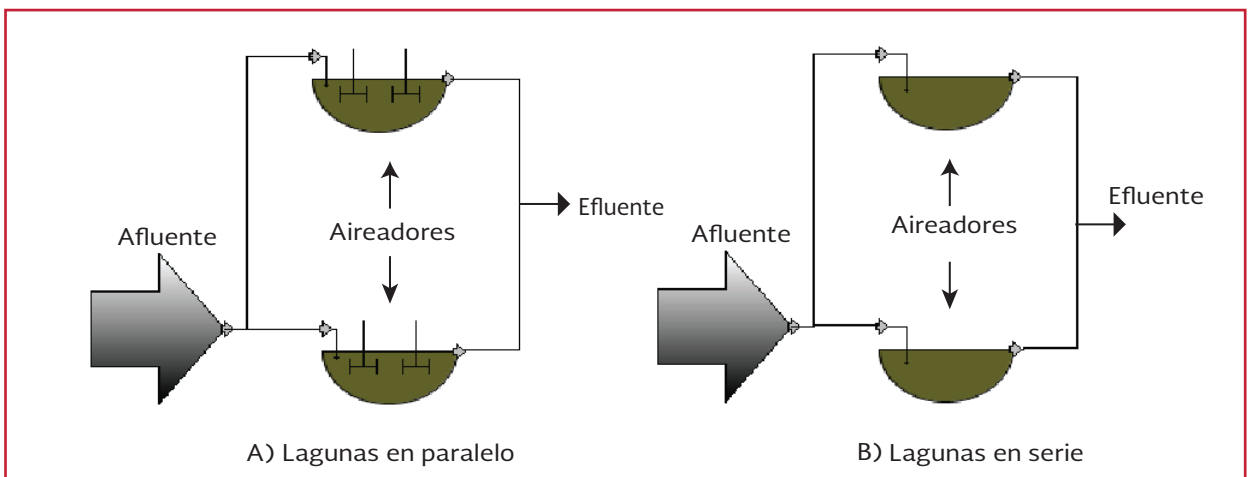 Afluente
Aireadores
Efluente
A) Lagunas en paralelo
Afluente
Aireadores
Efluente
B) Lagunas en serie